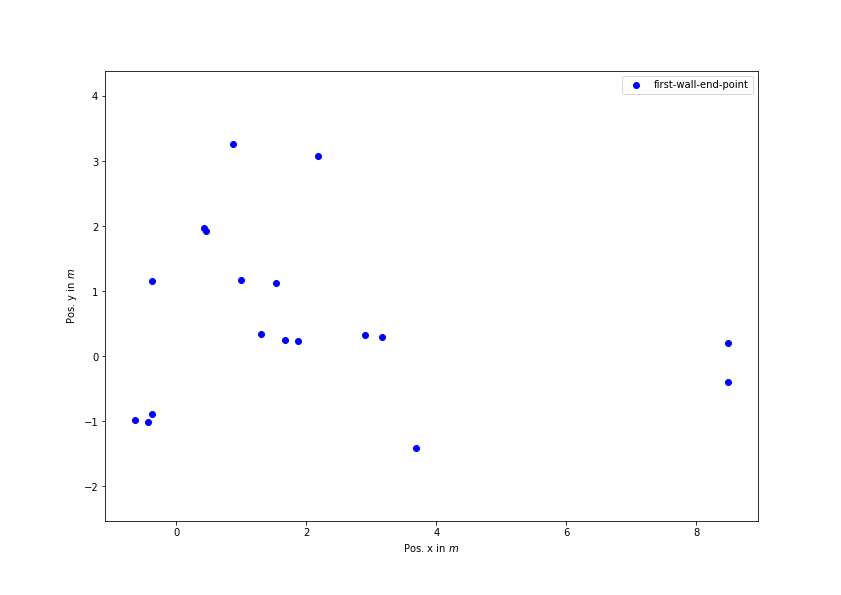 first-wall-end-point
4
3
2
1
0
−1
−2
Pos. y in m
0 2 4 6 8
Pos. x in m